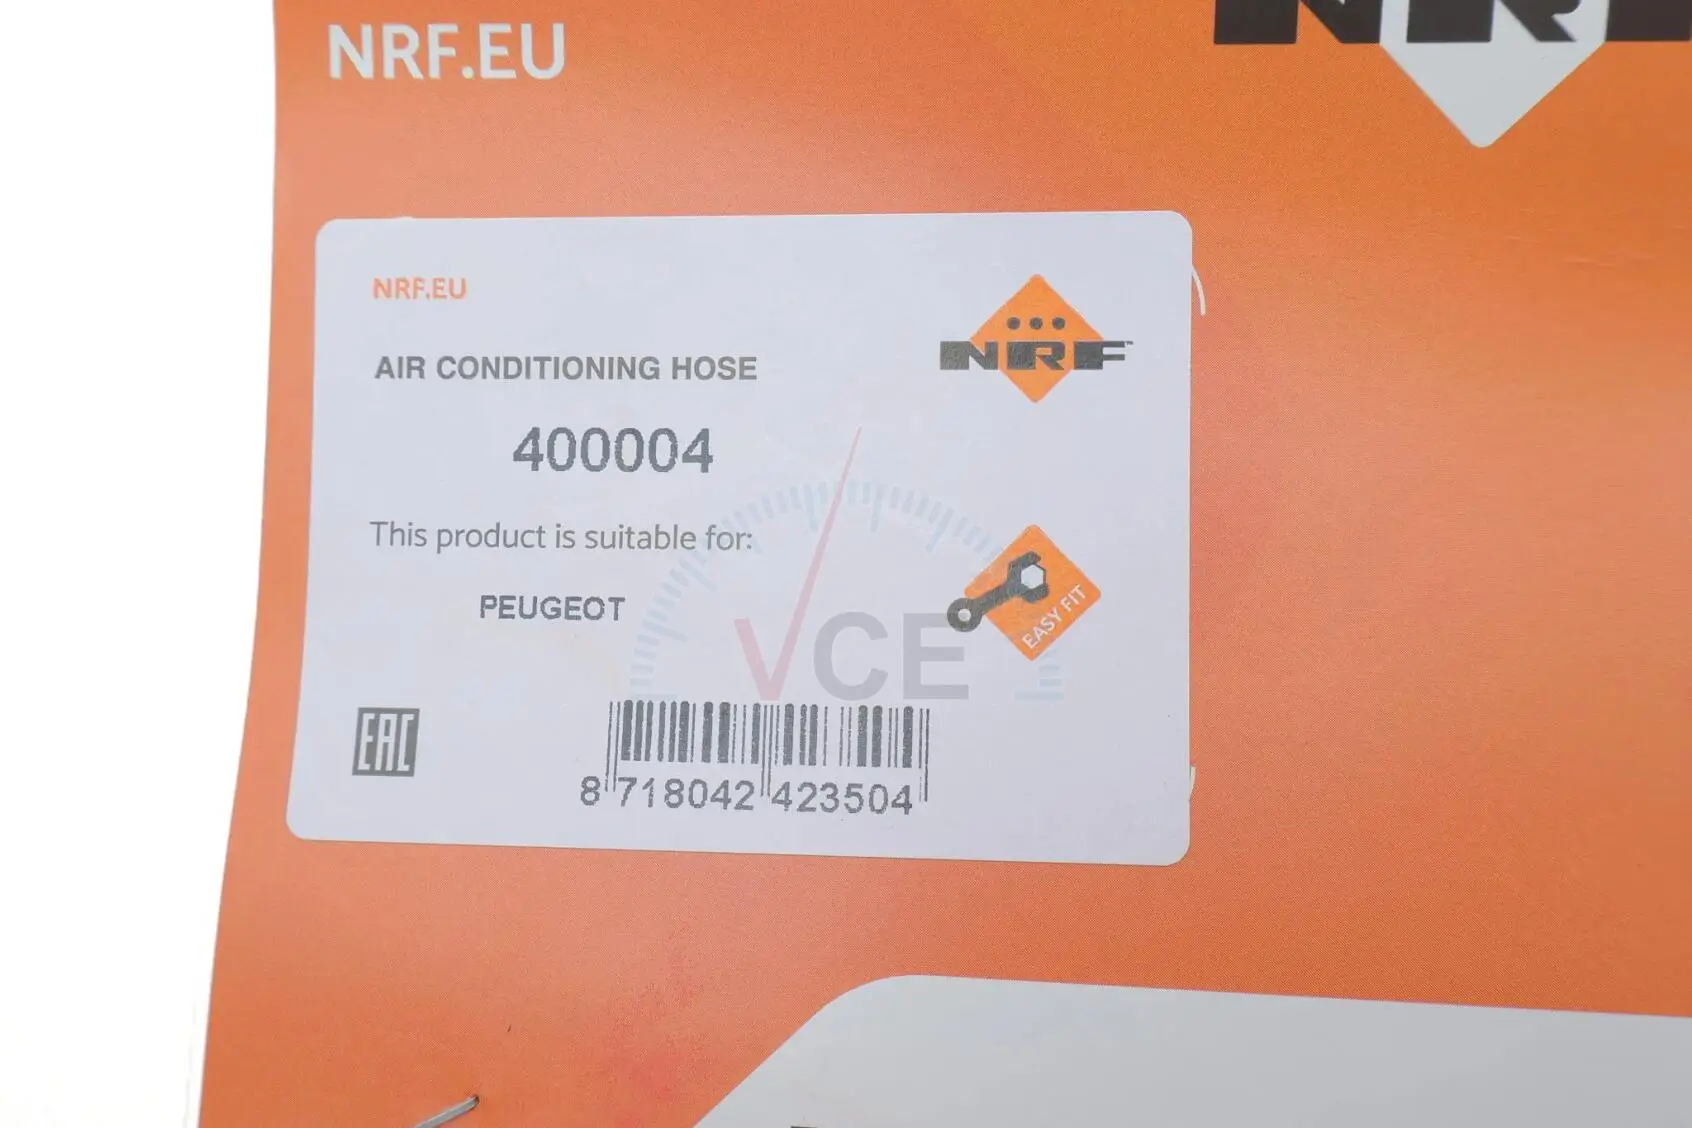 NRF.EU
NRF
NRF.EU
AIR CONDITIONING HOSE
NRF
400004
This product is suitable for:
PEUGEOT
EASY FIT
VCE
EAC
8 718042 423504